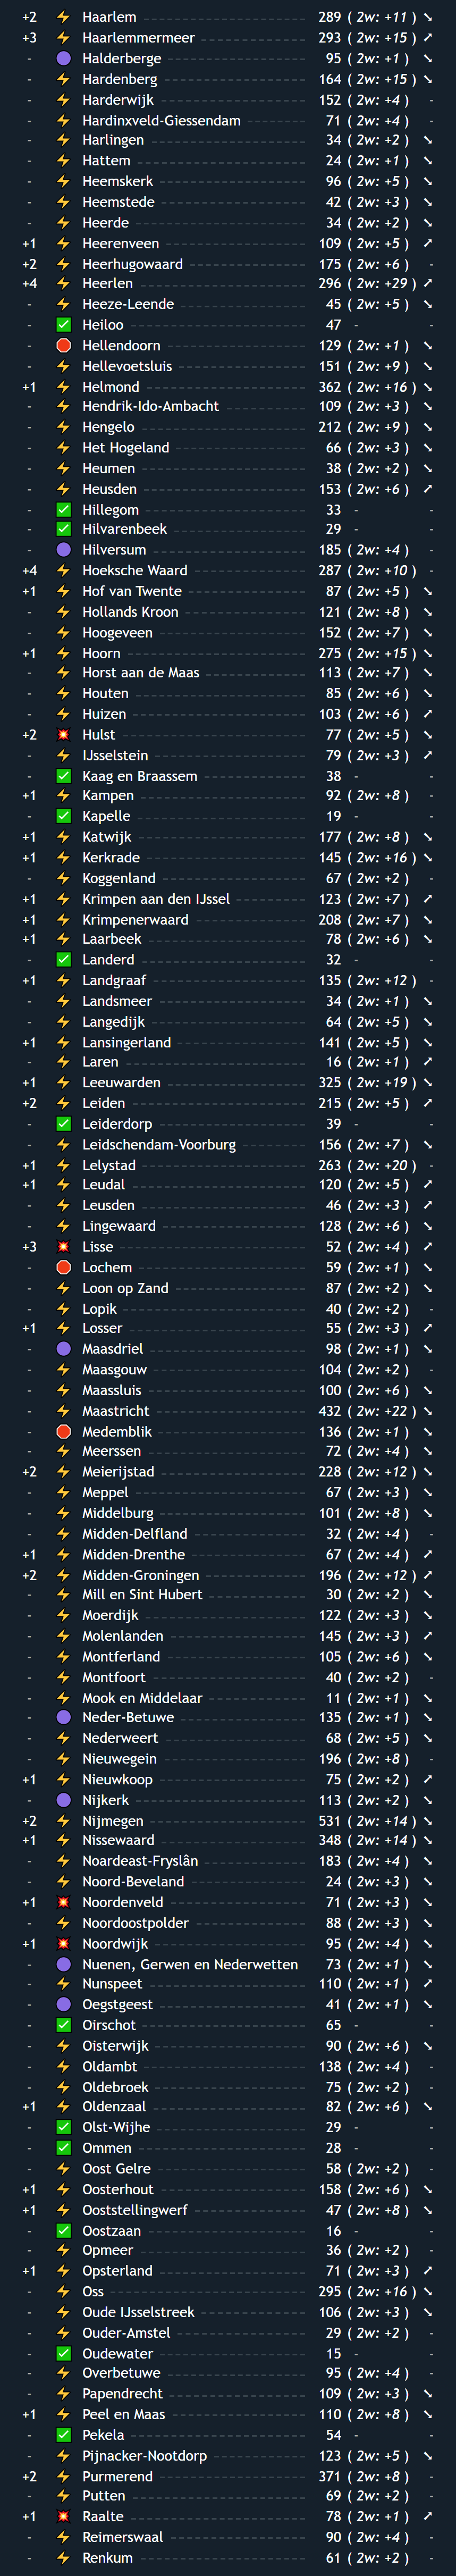 +2 ⚡ Haarlem 289 ( 2w: +11 ) ↘
+3 ⚡ Haarlemmermeer 293 ( 2w: +15 ) ↗
- 🟣 Halderberge 95 ( 2w: +1 ) ↘
- ⚡ Hardenberg 164 ( 2w: +15 ) ↘
- ⚡ Harderwijk 152 ( 2w: +4 ) -
- ⚡ Hardinxveld-Giessendam 71 ( 2w: +4 ) -
- ⚡ Harlingen 34 ( 2w: +2 ) ↘
- ⚡ Hattem 24 ( 2w: +1 ) ↘
- ⚡ Heemskerk 96 ( 2w: +5 ) ↘
- ⚡ Heemstede 42 ( 2w: +3 ) ↘
- ⚡ Heerde 34 ( 2w: +2 ) ↘
+1 ⚡ Heerenveen 109 ( 2w: +5 ) ↗
+2 ⚡ Heerhugowaard 175 ( 2w: +6 ) -
+4 ⚡ Heerlen 296 ( 2w: +29 ) ↗
- ⚡ Heeze-Leende 45 ( 2w: +5 ) ↘
- ✅ Heiloo 47 - -
- 🛑 Hellendoorn 129 ( 2w: +1 ) ↘
- ⚡ Hellevoetsluis 151 ( 2w: +9 ) ↘
+1 ⚡ Helmond 362 ( 2w: +16 ) ↘
- ⚡ Hendrik-Ido-Ambacht 109 ( 2w: +3 ) ↘
- ⚡ Hengelo 212 ( 2w: +9 ) ↘
- ⚡ Het Hogeland 66 ( 2w: +3 ) ↘
- ⚡ Heumen 38 ( 2w: +2 ) ↘
- ⚡ Heusden 153 ( 2w: +6 ) ↗
- ✅ Hillegom 33 - -
- ✅ Hilvarenbeek 29 - -
- 🟣 Hilversum 185 ( 2w: +4 ) -
+4 ⚡ Hoeksche Waard 287 ( 2w: +10 ) -
+1 ⚡ Hof van Twente 87 ( 2w: +5 ) ↘
- ⚡ Hollands Kroon 121 ( 2w: +8 ) ↘
- ⚡ Hoogeveen 152 ( 2w: +7 ) ↘
+1 ⚡ Hoorn 275 ( 2w: +15 ) ↘
- ⚡ Horst aan de Maas 113 ( 2w: +7 ) ↘
- ⚡ Houten 85 ( 2w: +6 ) ↘
- ⚡ Huizen 103 ( 2w: +6 ) ↗
+2 💥 Hulst 77 ( 2w: +5 ) ↘
- ⚡ IJsselstein 79 ( 2w: +3 ) ↗
- ✅ Kaag en Braassem 38 - -
+1 ⚡ Kampen 92 ( 2w: +8 ) -
- ✅ Kapelle 19 - -
+1 ⚡ Katwijk 177 ( 2w: +8 ) ↘
+1 ⚡ Kerkrade 145 ( 2w: +16 ) ↘
- ⚡ Koggenland 67 ( 2w: +2 ) -
+1 ⚡ Krimpen aan den IJssel 123 ( 2w: +7 ) ↗
+1 ⚡ Krimpenerwaard 208 ( 2w: +7 ) ↘
+1 ⚡ Laarbeek 78 ( 2w: +6 ) ↘
- ✅ Landerd 32 - -
+1 ⚡ Landgraaf 135 ( 2w: +12 ) -
- ⚡ Landsmeer 34 ( 2w: +1 ) ↘
- ⚡ Langedijk 64 ( 2w: +5 ) ↘
+1 ⚡ Lansingerland 141 ( 2w: +5 ) ↘
- ⚡ Laren 16 ( 2w: +1 ) ↗
+1 ⚡ Leeuwarden 325 ( 2w: +19 ) ↘
+2 ⚡ Leiden 215 ( 2w: +5 ) ↗
- ✅ Leiderdorp 39 - -
- ⚡ Leidschendam-Voorburg 156 ( 2w: +7 ) ↘
+1 ⚡ Lelystad 263 ( 2w: +20 ) -
+1 ⚡ Leudal 120 ( 2w: +5 ) ↗
- ⚡ Leusden 46 ( 2w: +3 ) ↗
- ⚡ Lingewaard 128 ( 2w: +6 ) ↘
+3 💥 Lisse 52 ( 2w: +4 ) ↗
- 🛑 Lochem 59 ( 2w: +1 ) ↘
- ⚡ Loon op Zand 87 ( 2w: +2 ) ↘
- ⚡ Lopik 40 ( 2w: +2 ) -
+1 ⚡ Losser 55 ( 2w: +3 ) ↗
- 🟣 Maasdriel 98 ( 2w: +1 ) ↘
- ⚡ Maasgouw 104 ( 2w: +2 ) -
- ⚡ Maassluis 100 ( 2w: +6 ) ↘
- ⚡ Maastricht 432 ( 2w: +22 ) ↘
- 🛑 Medemblik 136 ( 2w: +1 ) ↘
- ⚡ Meerssen 72 ( 2w: +4 ) ↘
+2 ⚡ Meierijstad 228 ( 2w: +12 ) ↘
- ⚡ Meppel 67 ( 2w: +3 ) ↘
- ⚡ Middelburg 101 ( 2w: +8 ) ↘
- ⚡ Midden-Delfland 32 ( 2w: +4 ) -
+1 ⚡ Midden-Drenthe 67 ( 2w: +4 ) ↗
+2 ⚡ Midden-Groningen 196 ( 2w: +12 ) ↗
- ⚡ Mill en Sint Hubert 30 ( 2w: +2 ) ↘
- ⚡ Moerdijk 122 ( 2w: +3 ) ↘
- ⚡ Molenlanden 145 ( 2w: +3 ) ↗
- ⚡ Montferland 105 ( 2w: +6 ) ↘
- ⚡ Montfoort 40 ( 2w: +2 ) -
- ⚡ Mook en Middelaar 11 ( 2w: +1 ) ↘
- 🟣 Neder-Betuwe 135 ( 2w: +1 ) ↘
- ⚡ Nederweert 68 ( 2w: +5 ) ↘
- ⚡ Nieuwegein 196 ( 2w: +8 ) -
+1 ⚡ Nieuwkoop 75 ( 2w: +2 ) ↗
- 🟣 Nijkerk 113 ( 2w: +2 ) ↘
+2 ⚡ Nijmegen 531 ( 2w: +14 ) ↘
+1 ⚡ Nissewaard 348 ( 2w: +14 ) ↘
- ⚡ Noardeast-Fryslân 183 ( 2w: +4 ) ↘
- ⚡ Noord-Beveland 24 ( 2w: +3 ) ↘
+1 💥 Noordenveld 71 ( 2w: +3 ) ↘
- ⚡ Noordoostpolder 88 ( 2w: +3 ) ↘
+1 💥 Noordwijk 95 ( 2w: +4 ) ↘
- 🟣 Nuenen, Gerwen en Nederwetten 73 ( 2w: +1 ) ↘
- ⚡ Nunspeet 110 ( 2w: +1 ) ↗
- 🟣 Oegstgeest 41 ( 2w: +1 ) ↘
- ✅ Oirschot 65 - -
- ⚡ Oisterwijk 90 ( 2w: +6 ) ↘
- ⚡ Oldambt 138 ( 2w: +4 ) -
- ⚡ Oldebroek 75 ( 2w: +2 ) -
+1 ⚡ Oldenzaal 82 ( 2w: +6 ) ↘
- ✅ Olst-Wijhe 29 - -
- ✅ Ommen 28 - -
- ⚡ Oost Gelre 58 ( 2w: +2 ) -
+1 ⚡ Oosterhout 158 ( 2w: +6 ) ↘
+1 ⚡ Ooststellingwerf 47 ( 2w: +8 ) ↘
- ✅ Oostzaan 16 - -
- ⚡ Opmeer 36 ( 2w: +2 ) -
+1 ⚡ Opsterland 71 ( 2w: +3 ) ↗
- ⚡ Oss 295 ( 2w: +16 ) ↘
- ⚡ Oude IJsselstreek 106 ( 2w: +3 ) ↘
- ⚡ Ouder-Amstel 29 ( 2w: +2 ) -
- ✅ Oudewater 15 - -
- ⚡ Overbetuwe 95 ( 2w: +4 ) -
- ⚡ Papendrecht 109 ( 2w: +3 ) ↘
+1 ⚡ Peel en Maas 110 ( 2w: +8 ) ↘
- ✅ Pekela 54 - -
- ⚡ Pijnacker-Nootdorp 123 ( 2w: +5 ) ↘
+2 ⚡ Purmerend 371 ( 2w: +8 ) -
- ⚡ Putten 69 ( 2w: +2 ) -
+1 💥 Raalte 78 ( 2w: +1 ) ↗
- ⚡ Reimerswaal 90 ( 2w: +4 ) -
- ⚡ Renkum 61 ( 2w: +2 ) -